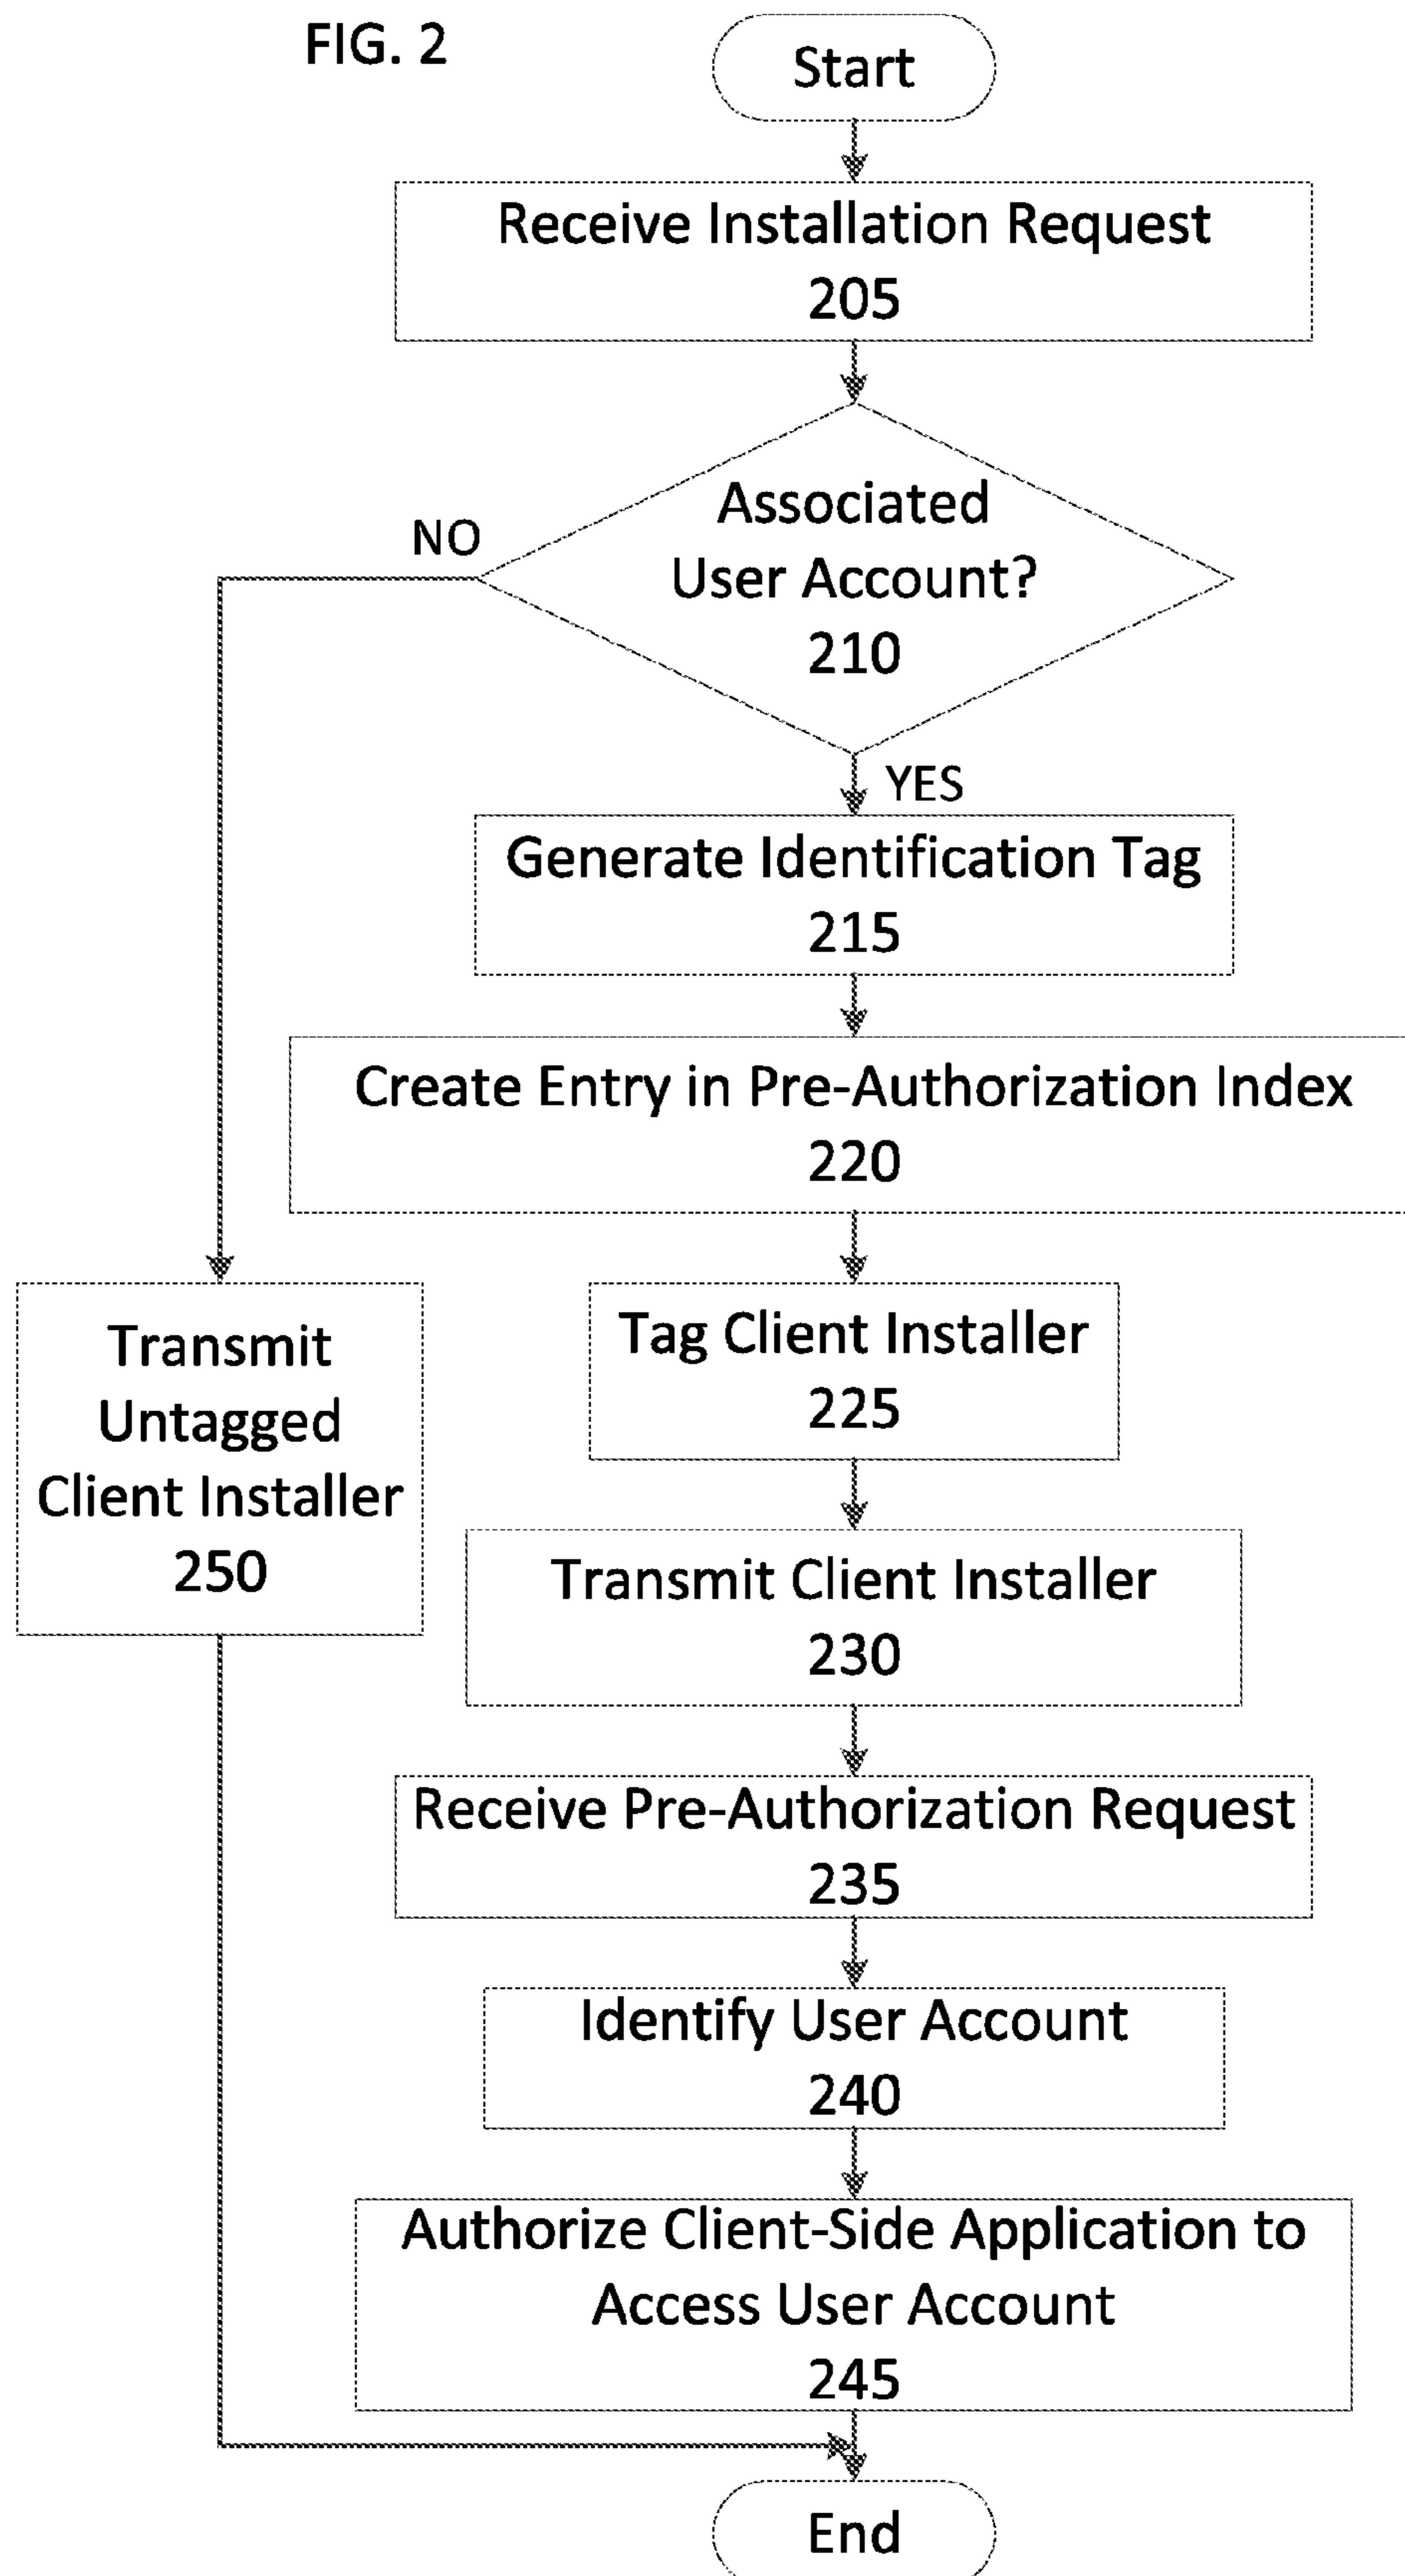 FIG. 2
Start
Receive Installation Request
205
Associated
User Account?
210
NO
YES
Generate Identification Tag
215
Create Entry in Pre-Authorization Index
220
Tag Client Installer
225
Transmit
Untagged
Client Installer
250
Transmit Client Installer
230
Receive Pre-Authorization Request
235
Identify User Account
240
Authorize Client-Side Application to
Access User Account
245
End